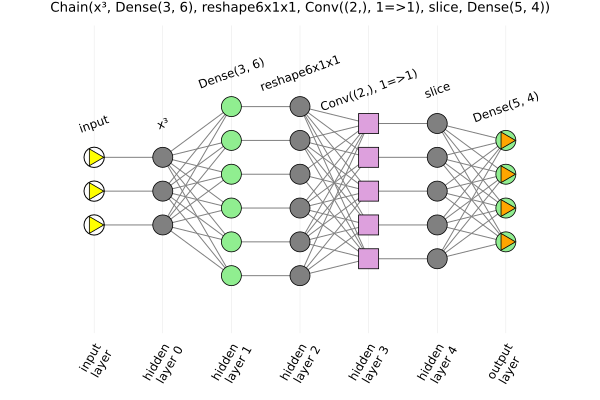 Chain(x³, Dense(3, 6), reshape6x1x1, Conv((2,), 1=>1), slice, Dense(5, 4))
input
x³
Dense(3, 6)
reshape6x1x1
Conv((2,), 1=>1)
slice
Dense(5, 4)
input
layer
hidden
layer 0
hidden
layer 1
hidden
layer 2
hidden
layer 3
hidden
layer 4
output
layer